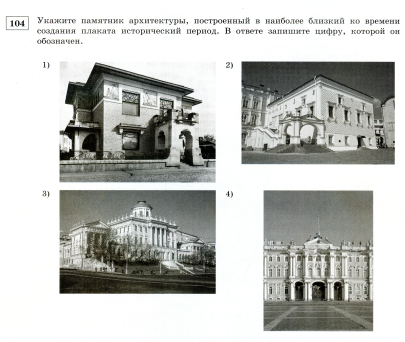 104
Укажите памятник архитектуры, построенный в наиболее близкий ко времени
создания плаката исторический период. В ответе запишите цифру, которой он
обозначен.
1)
2)
3)
4)